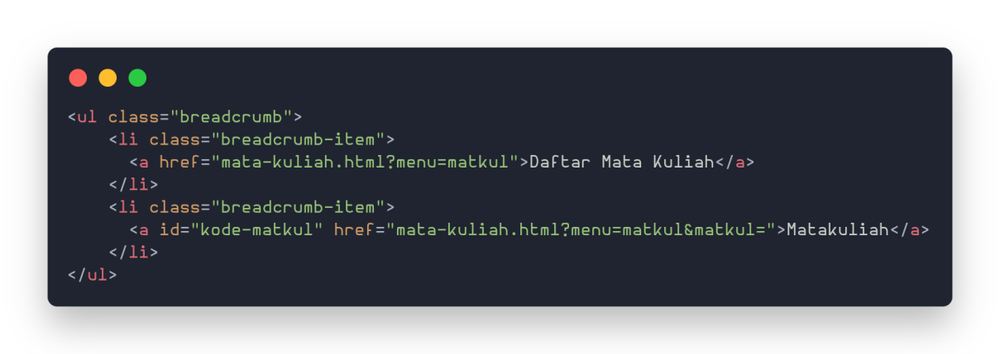 <ul class="breadcrumb">
    <li class="breadcrumb-item">
      <a href="mata-kuliah.html?menu=matkul">Daftar Mata Kuliah</a>
    </li>
    <li class="breadcrumb-item">
      <a id="kode-matkul" href="mata-kuliah.html?menu=matkul&matkul=">Matakuliah</a>
    </li>
</ul>